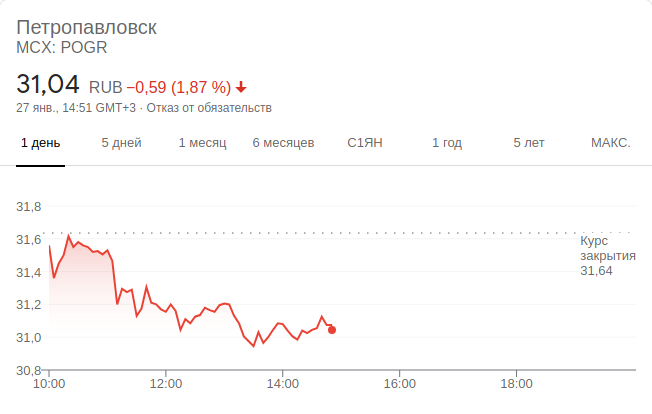 Петропавловск
MCX: POGR
31,04 RUB −0,59 (1,87 %)
27 янв., 14:51 GMT+3 · Отказ от обязательств
1 день 5 дней 1 месяц 6 месяцев С1ЯН 1 год 5 лет МАКС.
31,8
31,6
Курс
закрытия
31,64
31,4
31,2
31,0
30,8
10:00 12:00 14:00 16:00 18:00